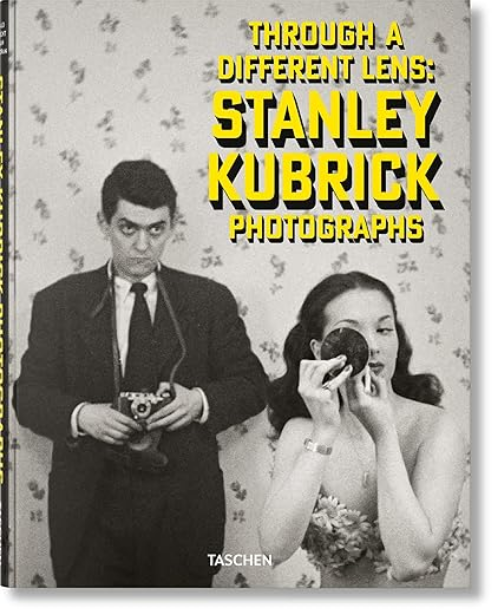 THROUGH A
DIFFERENT LENS:
STANLEY
KUBRICK
PHOTOGRAPHS
TASCHEN